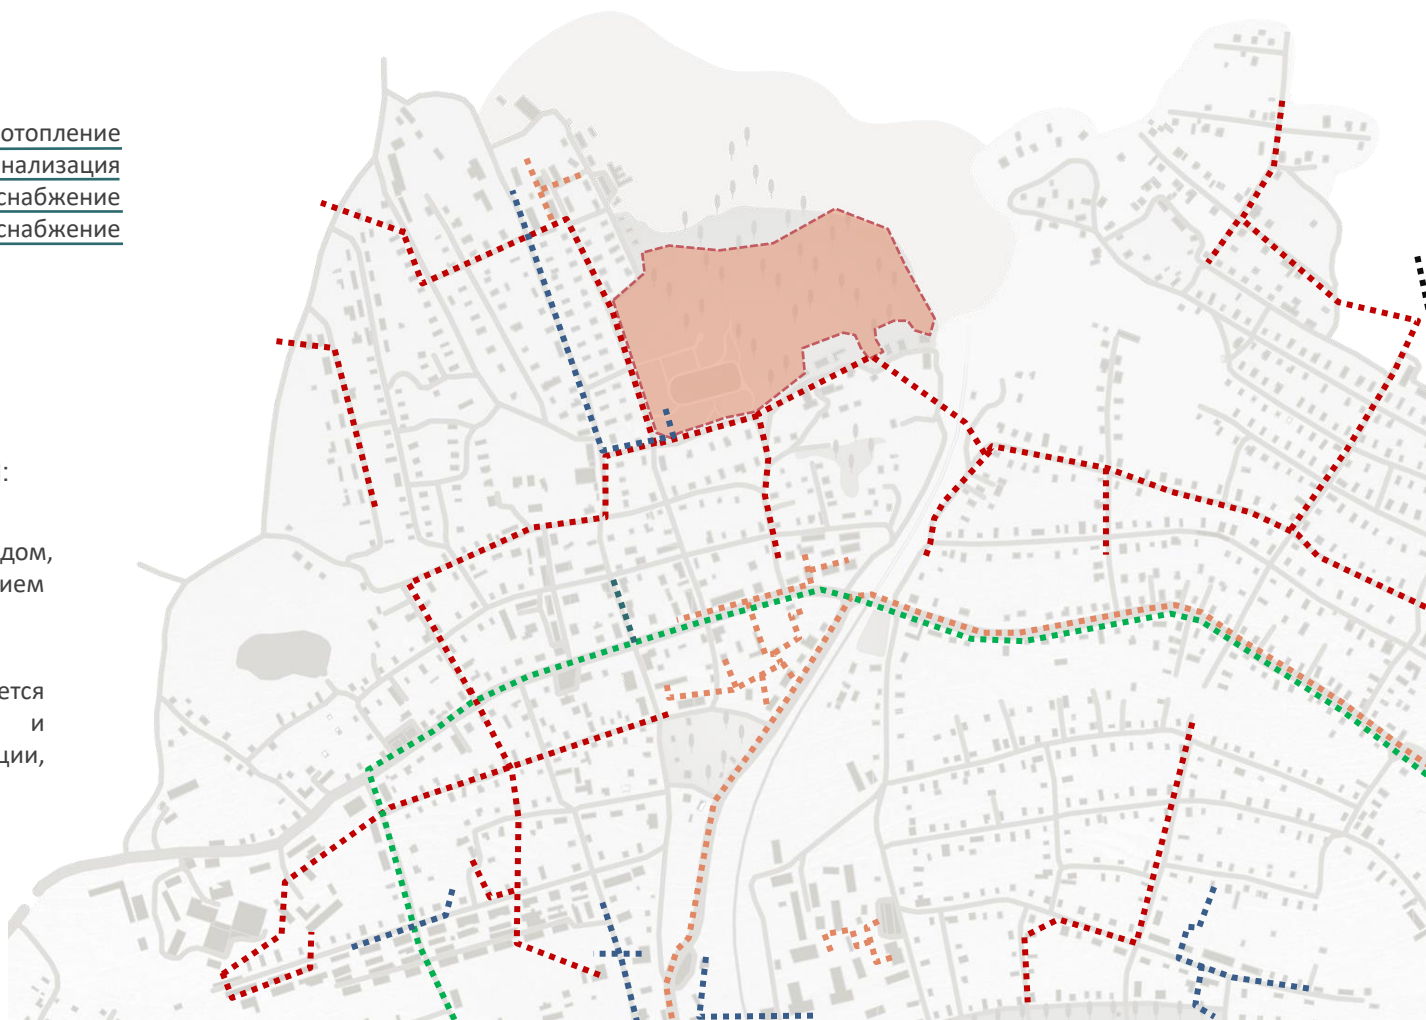 отопление
нализация
снабжение
снабжение
:
дом,
ием
ется
и
ции,